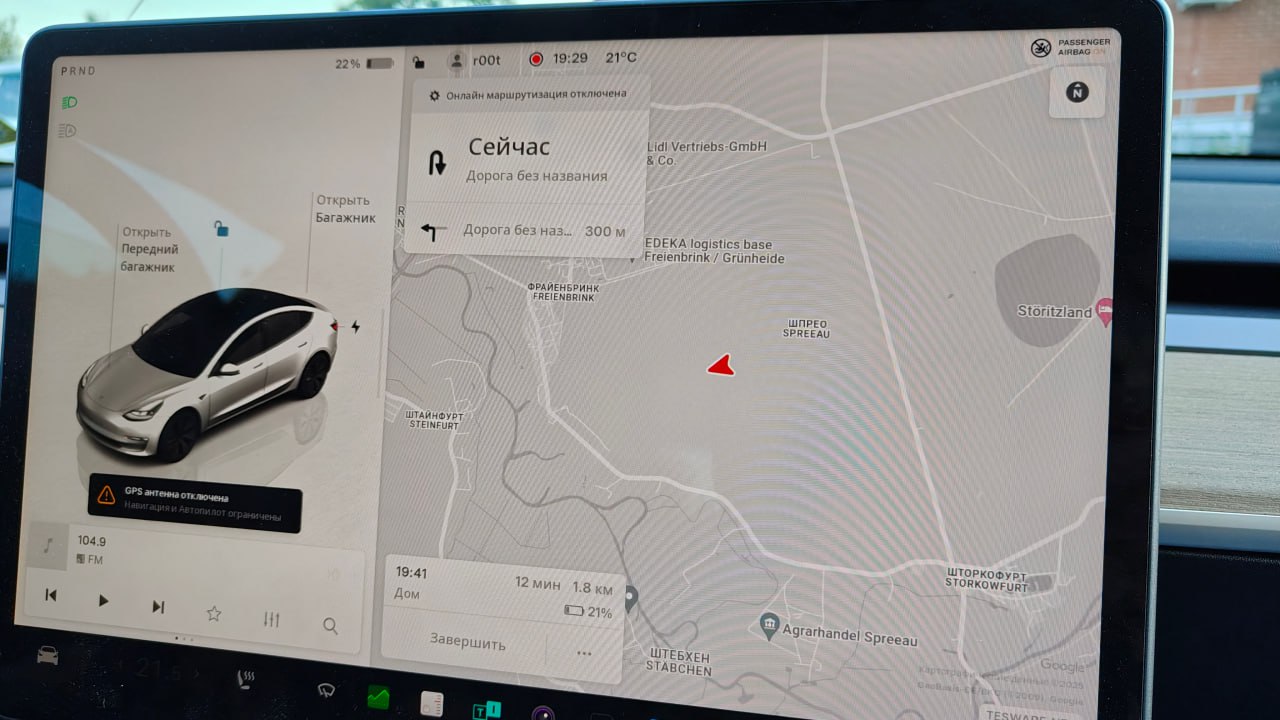 PRND
22%
r00t
19:29
21°C
PASSENGER
AIRBAG ON
N
Онлайн маршрутизация отключена
Сейчас
Дорога без названия
Дорога без наз...
300 м
Открыть
Багажник
Открыть
Передний
багажник
Lidl Vertriebs-GmbH
& Co.
R
N
EDEKA logistics base
Freienbrink / Grünheide
ФРАЙЕНБРИНК
FREIENBRINK
ШПРЕО
SPREEAU
Störitzland
ШТАЙНФУРТ
STEINFURT
GPS антенна отключена
Навигация и Автопилот ограничены
104.9
FM
19:41
Дом
12 мин
1.8 км
21%
Завершить
...
ШТОРКОФУРТ
STORKOWFURT
Agrarhandel Spreeau
ШТЕБХЕН
STÄBCHEN
Google
21.5
TESWARE